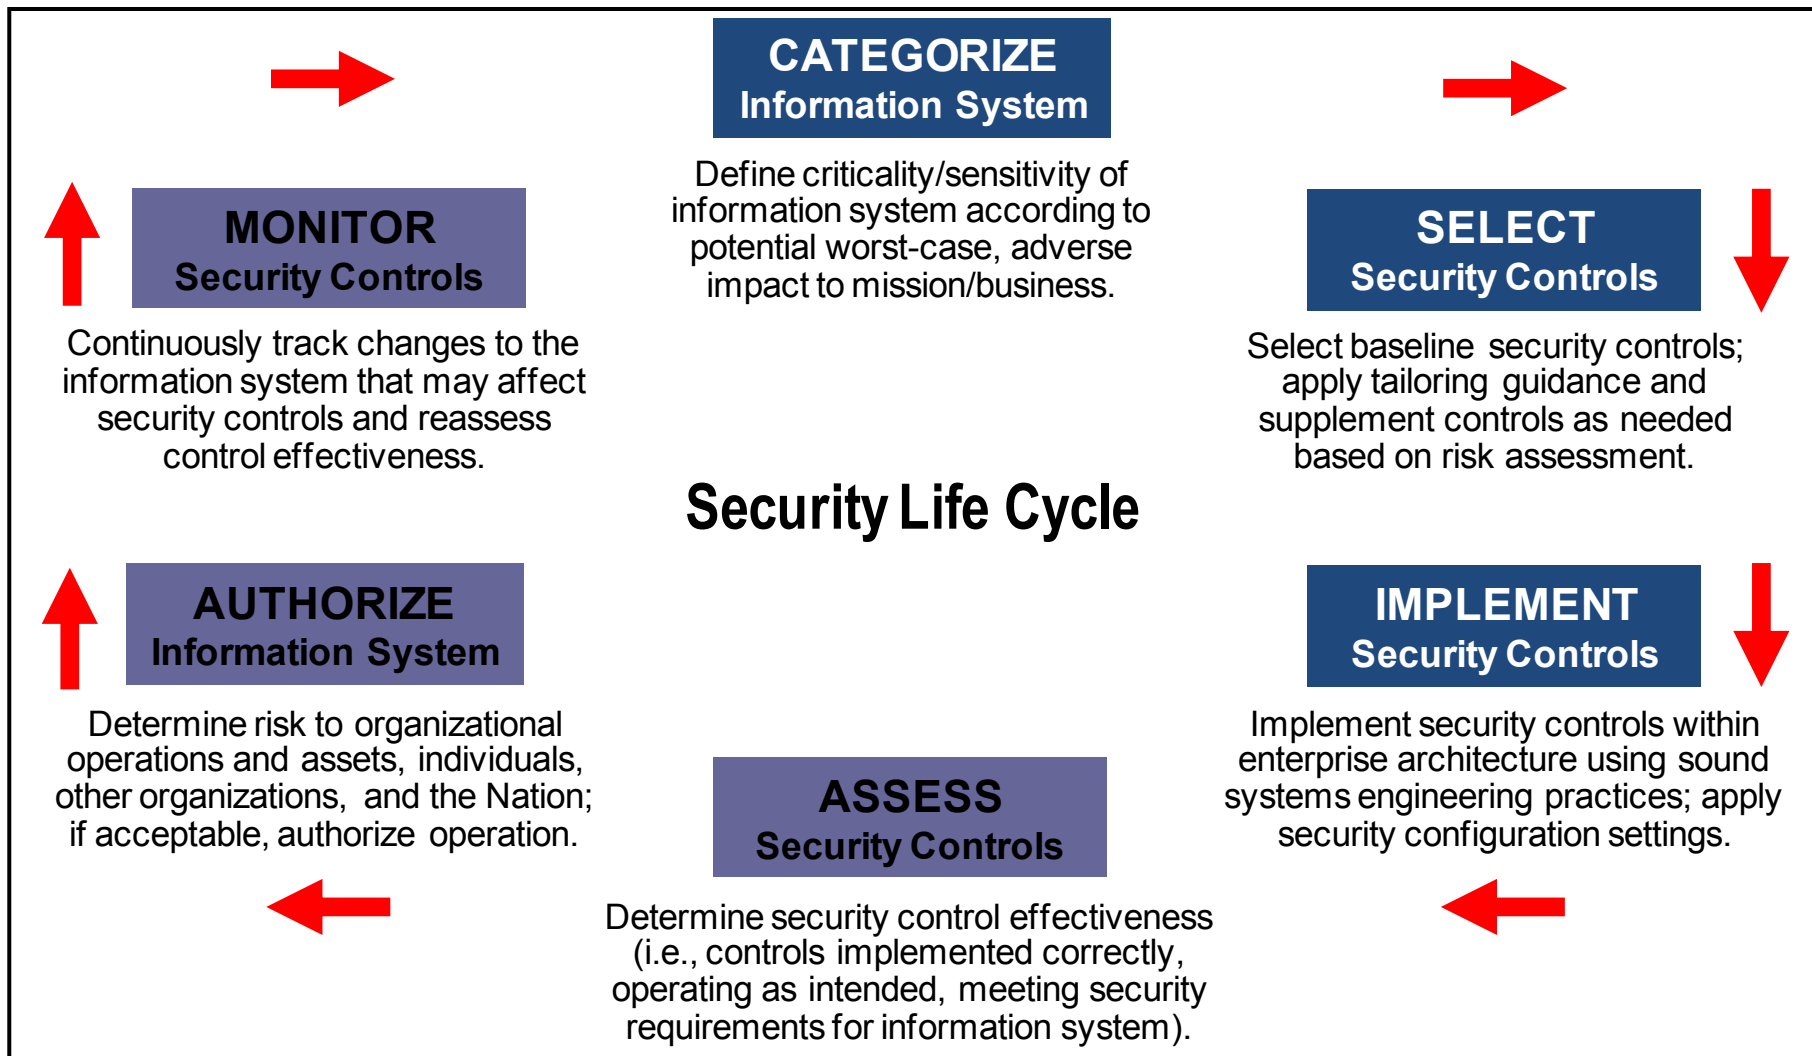 CATEGORIZE
Information System
Define criticality/sensitivity of
information system according to
potential worst-case, adverse
impact to mission/business.
MONITOR
Security Controls
Continuously track changes to the
information system that may affect
security controls and reassess
control effectiveness.
SELECT
Security Controls
Select baseline security controls;
apply tailoring guidance and
supplement controls as needed
based on risk assessment.
Security Life Cycle
AUTHORIZE
Information System
Determine risk to organizational
operations and assets, individuals,
other organizations, and the Nation;
if acceptable, authorize operation.
IMPLEMENT
Security Controls
Implement security controls within
enterprise architecture using sound
systems engineering practices; apply
security configuration settings.
ASSESS
Security Controls
Determine security control effectiveness
(i.e., controls implemented correctly,
operating as intended, meeting security
requirements for information system).